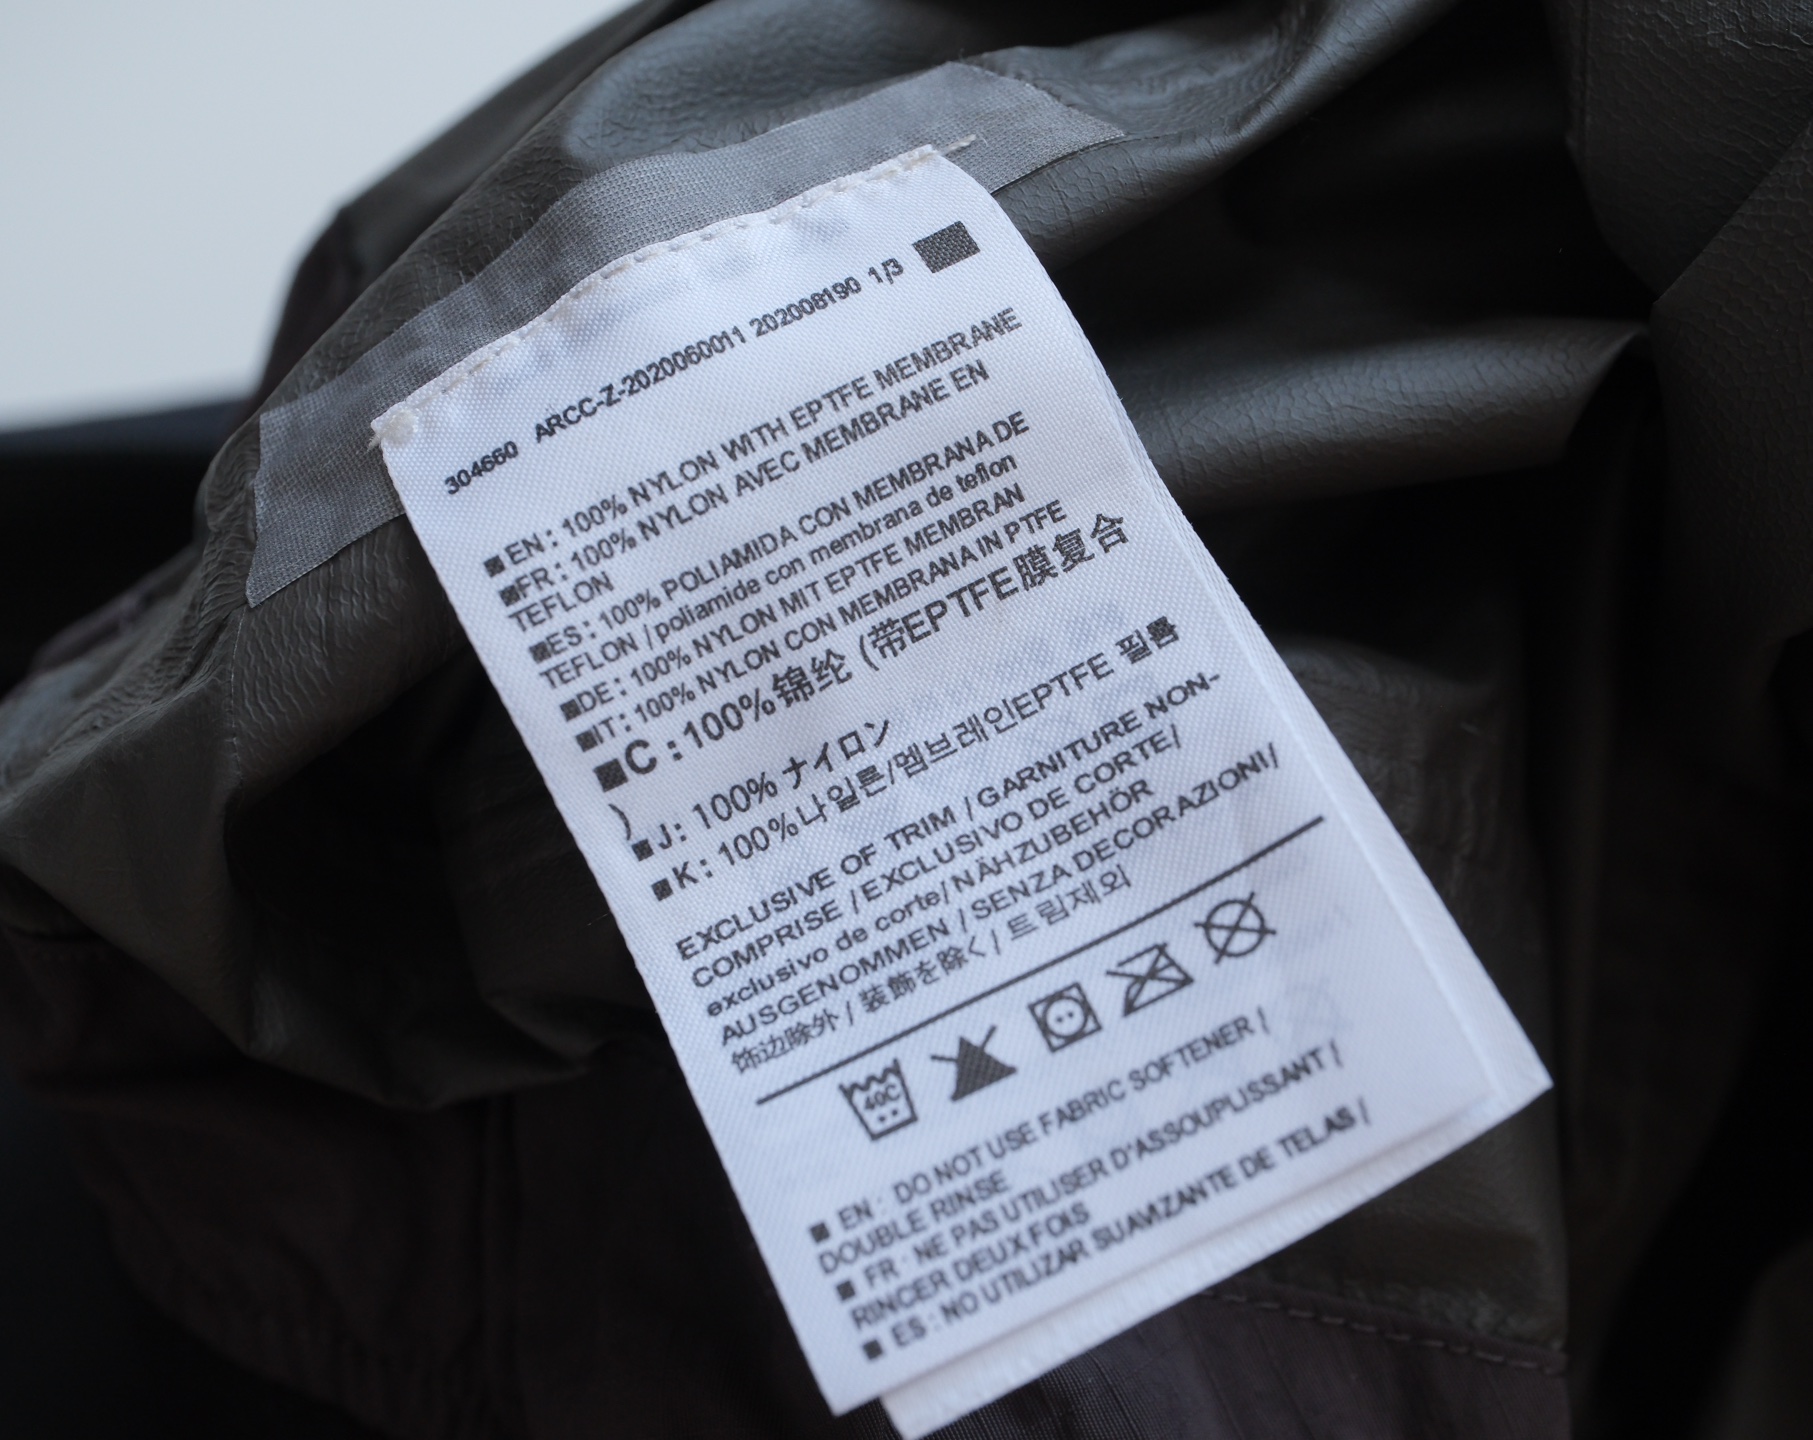 304660 ARCC-Z-2020060011 202008190 1/3
EN: 100% NYLON WITH EPTFE MEMBRANE
FR: 100% NYLON AVEC MEMBRANE EN
TEFLON
ES: 100% POLIAMIDA CON MEMBRANA DE
TEFLON / poliamide con membrana de teflon
DE: 100% NYLON MIT EPTFE MEMBRAN
IT: 100% NYLON CON MEMBRANA IN PTFE
C : 100%锦纶 (带EPTFE膜复合
)
J: 100% ナイロン
K: 100%나일론/멤브레인EPTFE 필름
EXCLUSIVE OF TRIM / GARNITURE NON-
COMPRISE / EXCLUSIVO DE CORTE/
exclusivo de corte/ NÄHZUBEHÖR
AUSGENOMMEN / SENZA DECORAZIONI/
饰边除外 / 装飾を除く/ 트림제외
40C
EN: DO NOT USE FABRIC SOFTENER /
DOUBLE RINSE
FR: NE PAS UTILISER D'ASSOUPLISSANT /
RINCER DEUX FOIS
ES: NO UTILIZAR SUAVIZANTE DE TELAS /